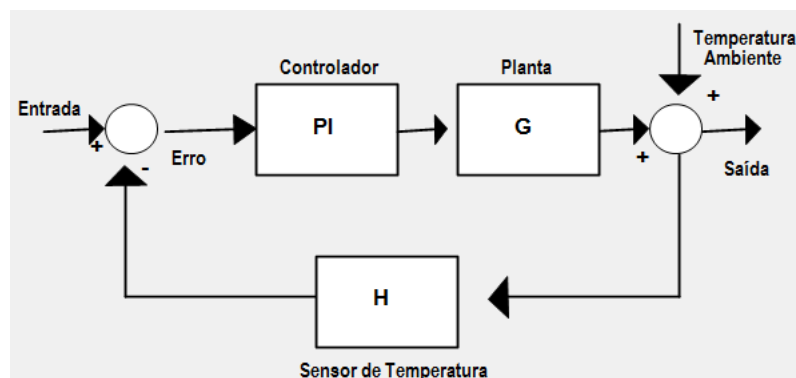 Temperatura
Ambiente
Controlador
Planta
Entrada
+
PI
G
+
+
-
Erro
Saída
H
Sensor de Temperatura